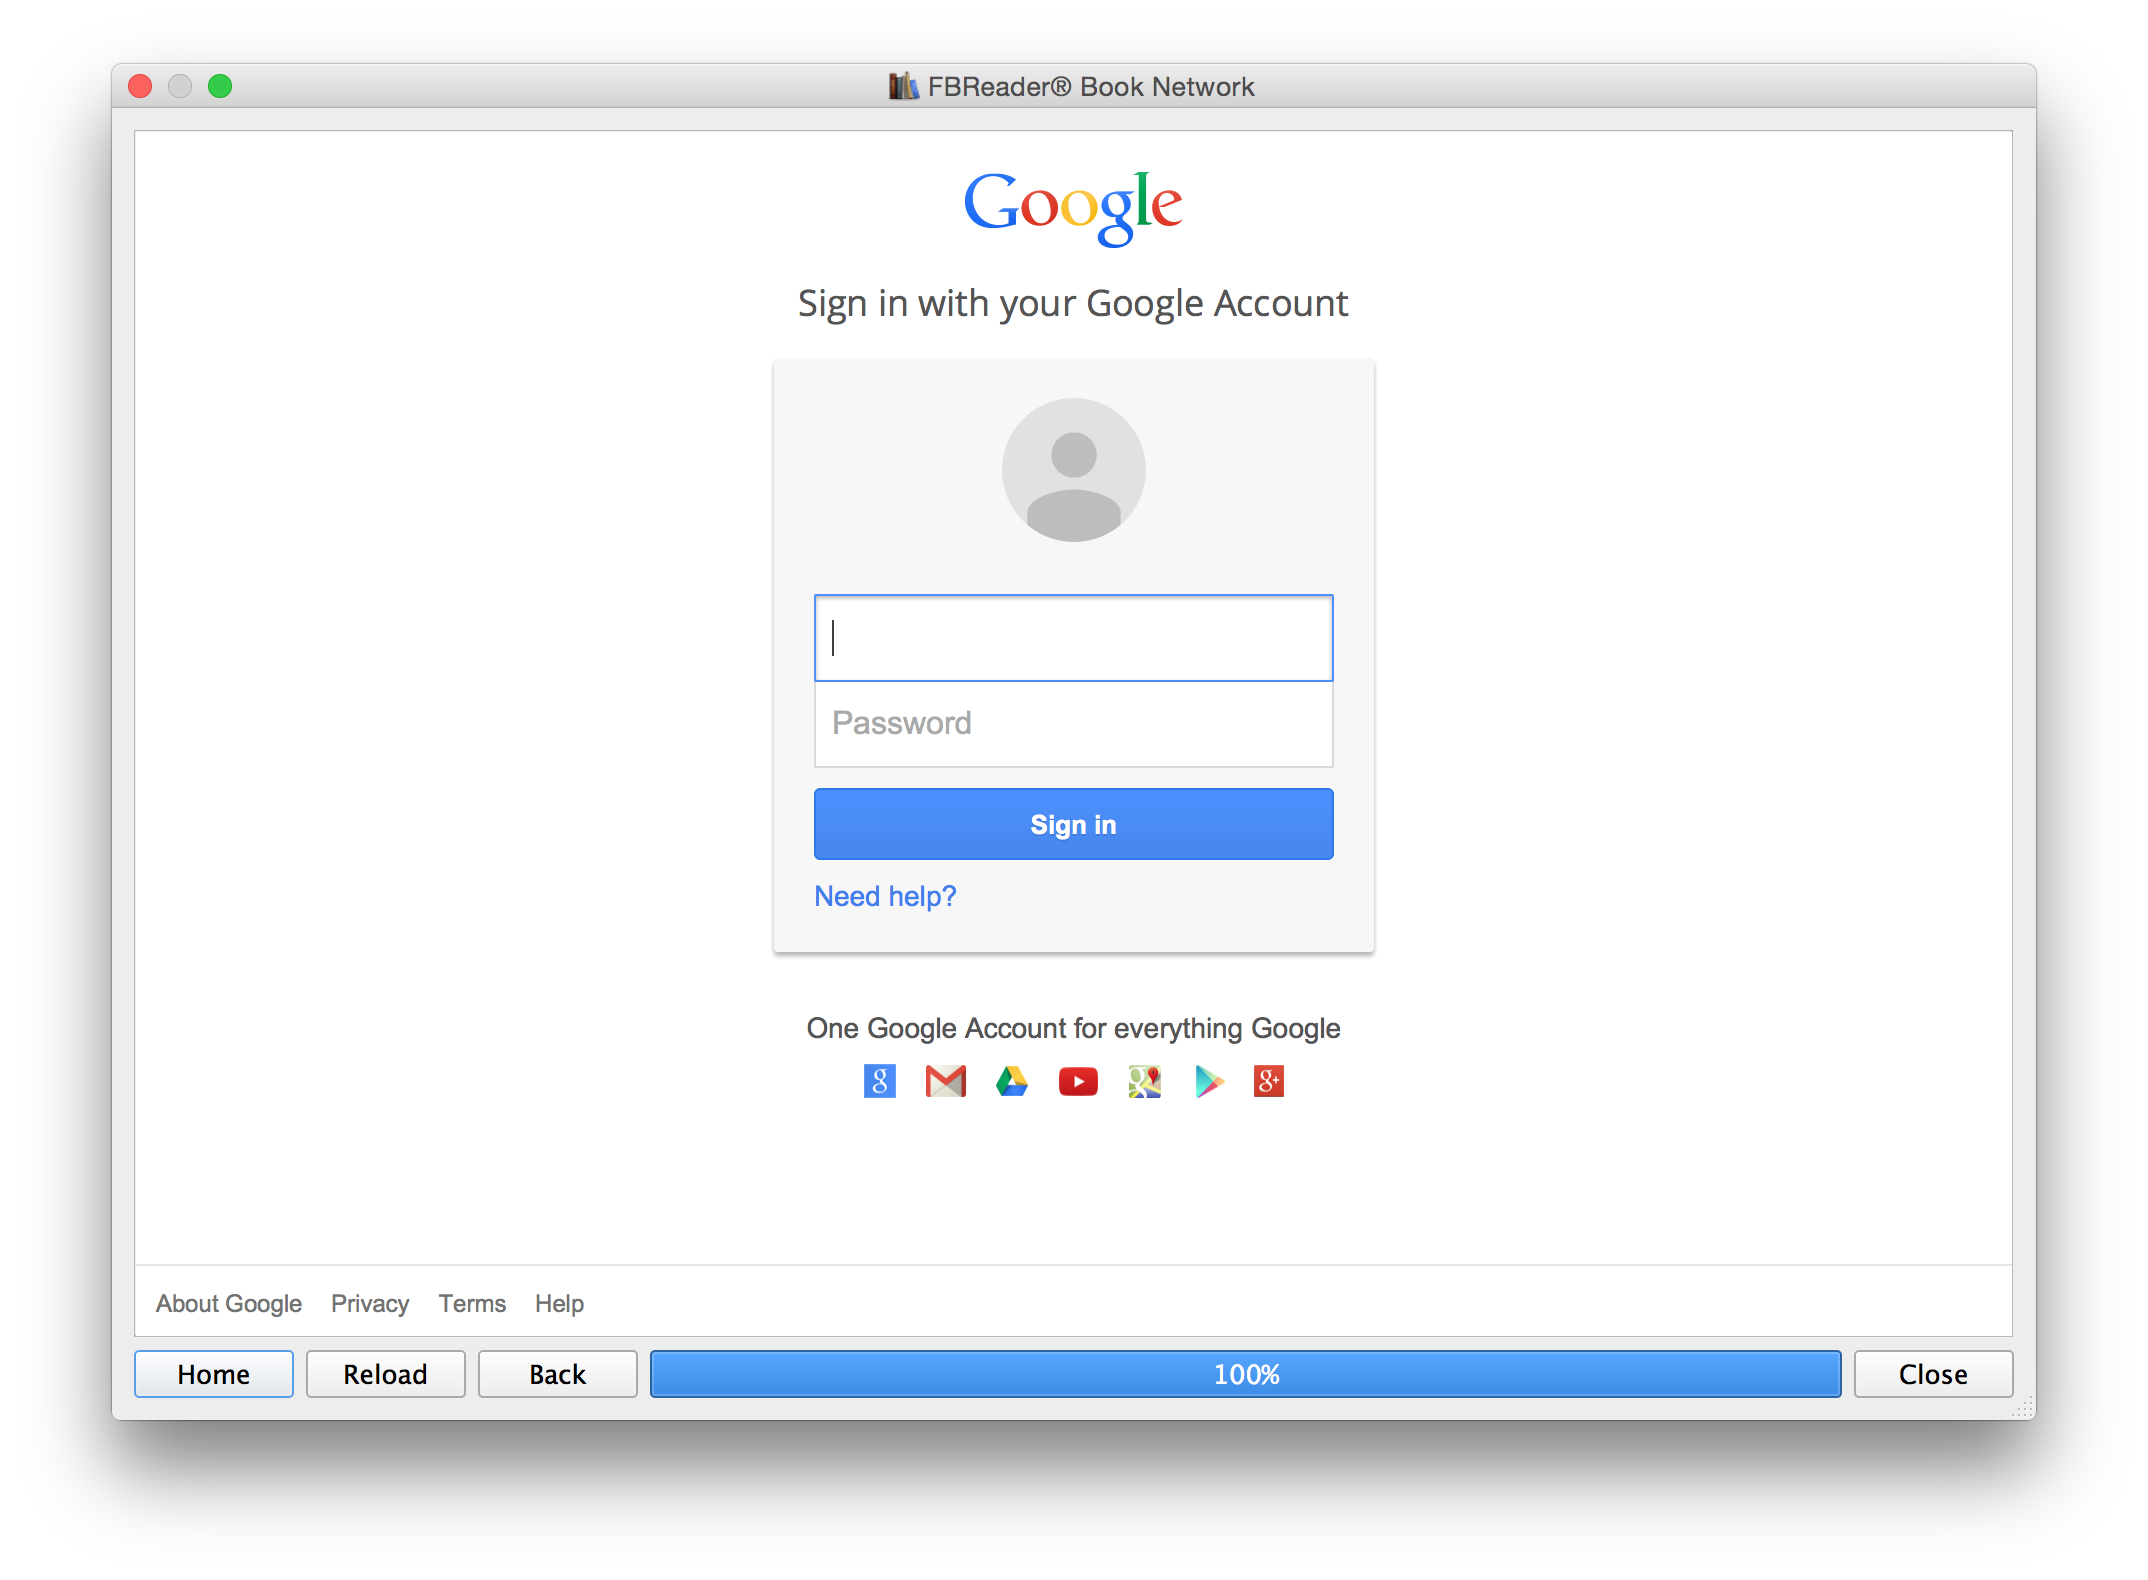 FBReader® Book Network
Google
Sign in with your Google Account
Password
Sign in
Need help?
One Google Account for everything Google
g
g+
About Google Privacy Terms Help
Home Reload Back 100% Close